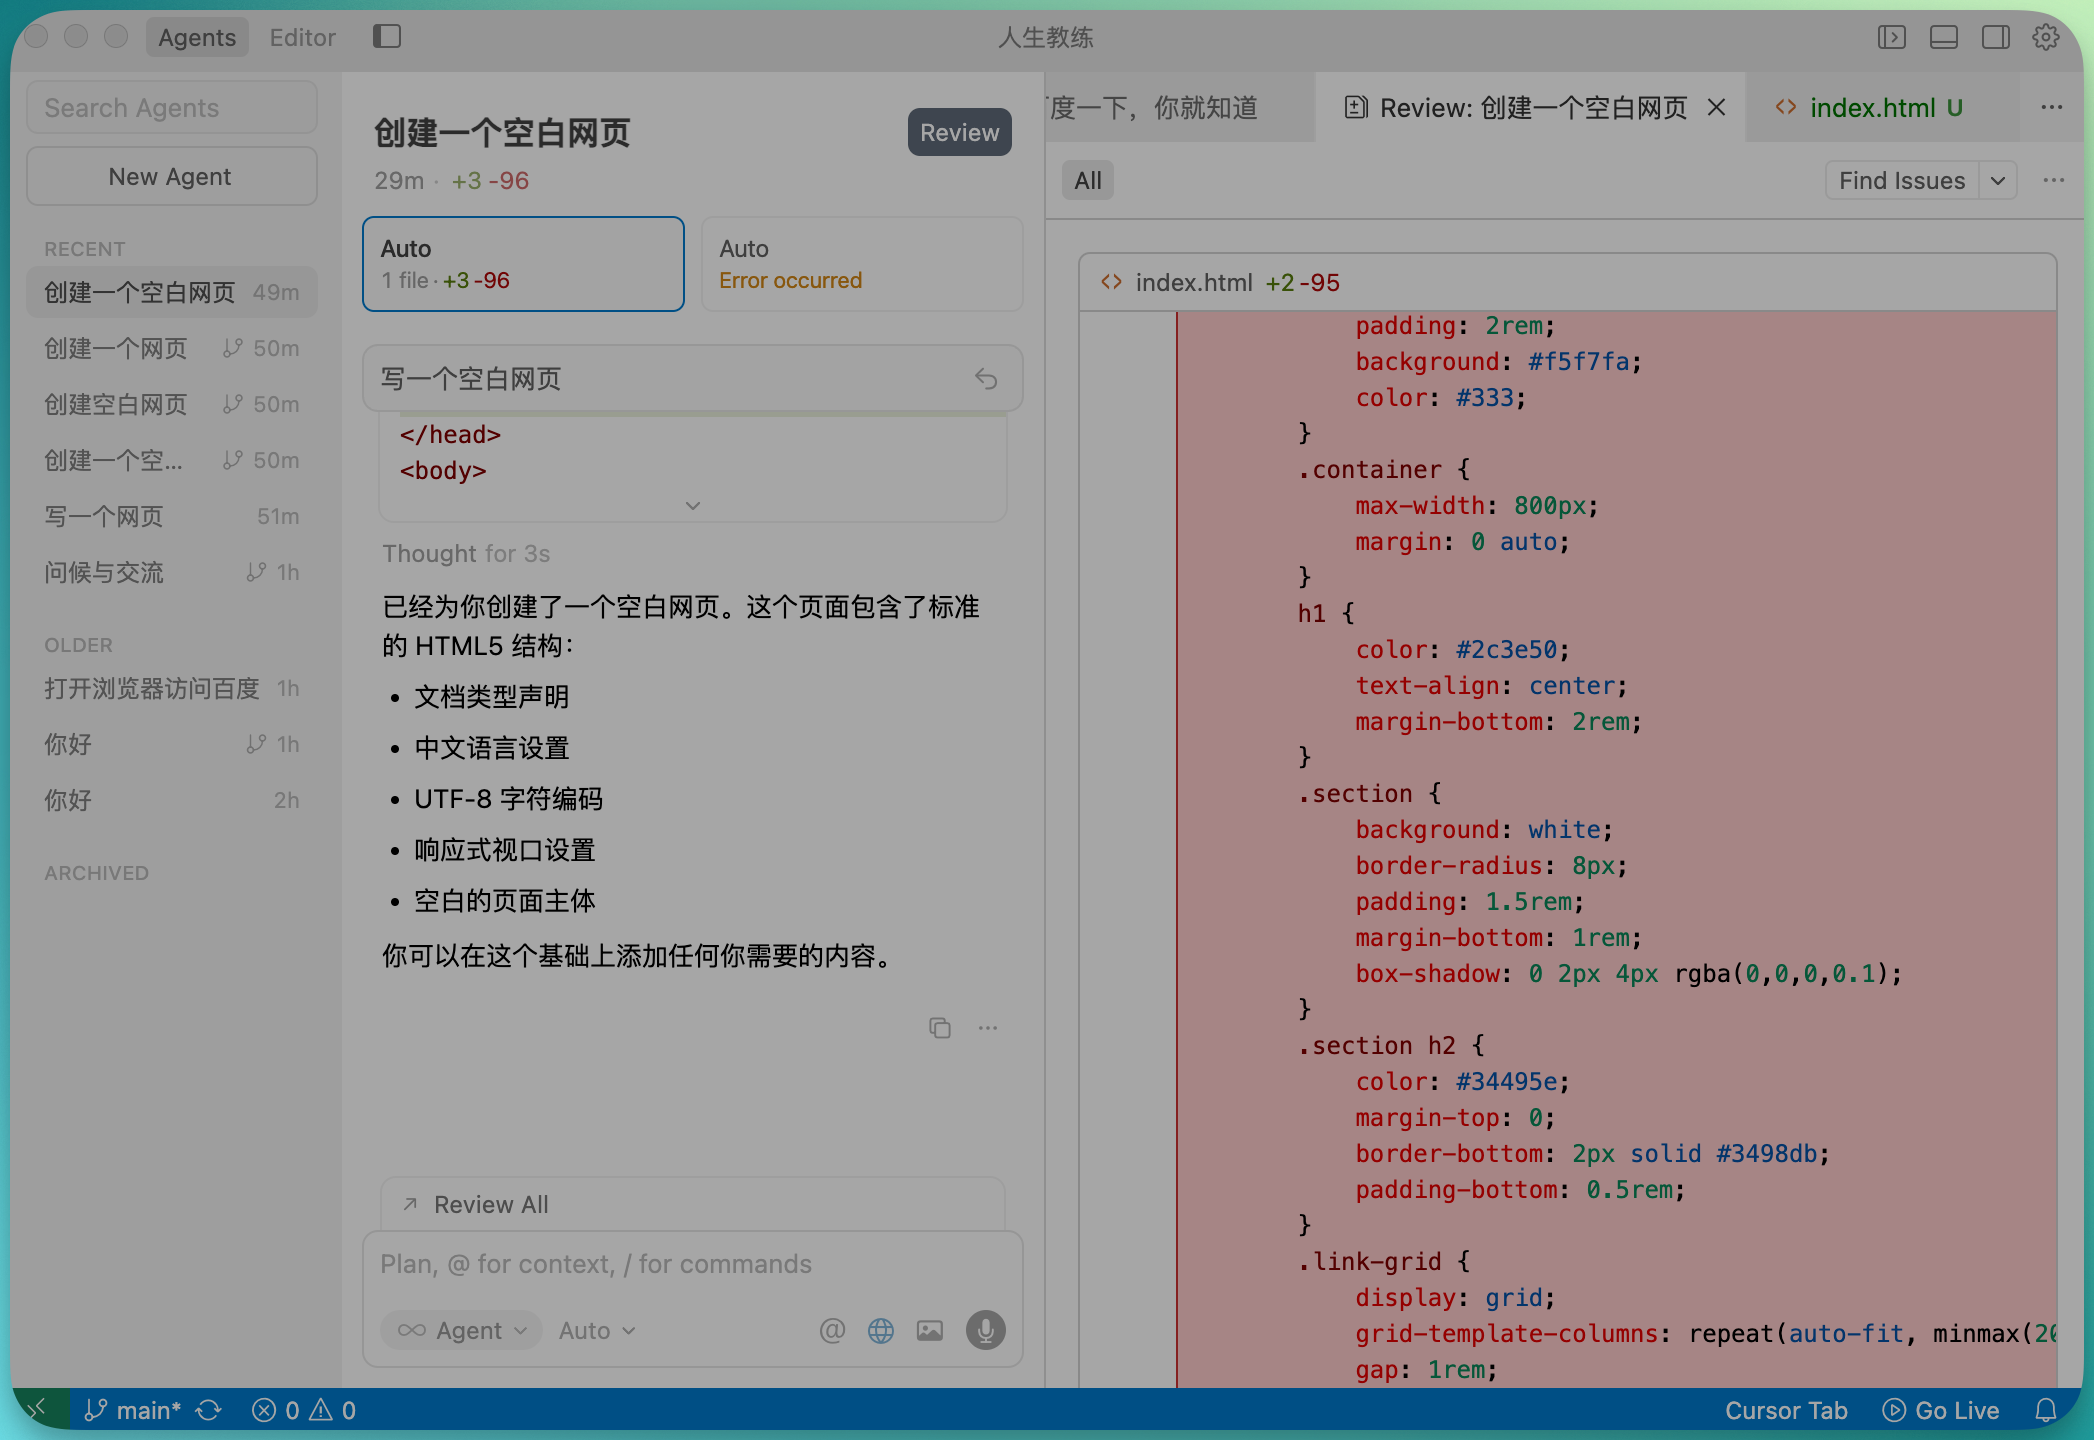 Agents
Editor
人生教练
Search Agents
New Agent
RECENT
创建一个空白网页 49m
创建一个网页 50m
创建空白网页 50m
创建一个空... 50m
写一个网页 51m
问候与交流 1h
OLDER
打开浏览器访问百度 1h
你好 1h
你好 2h
ARCHIVED
创建一个空白网页
Review
29m · +3 -96
Auto
1 file · +3 -96
Auto
Error occurred
写一个空白网页
</head>
<body>
Thought for 3s
已经为你创建了一个空白网页。这个页面包含了标准
的 HTML5 结构：
• 文档类型声明
• 中文语言设置
• UTF-8 字符编码
• 响应式视口设置
• 空白的页面主体
你可以在这个基础上添加任何你需要的内容。
Review All
Plan, @ for context, / for commands
Agent
Auto
度一下，你就知道
Review: 创建一个空白网页
index.html U
All
Find Issues
index.html +2 -95
padding: 2rem;
background: #f5f7fa;
color: #333;
}
.container {
max-width: 800px;
margin: 0 auto;
}
h1 {
color: #2c3e50;
text-align: center;
margin-bottom: 2rem;
}
.section {
background: white;
border-radius: 8px;
padding: 1.5rem;
margin-bottom: 1rem;
box-shadow: 0 2px 4px rgba(0,0,0,0.1);
}
.section h2 {
color: #34495e;
margin-top: 0;
border-bottom: 2px solid #3498db;
padding-bottom: 0.5rem;
}
.link-grid {
display: grid;
grid-template-columns: repeat(auto-fit, minmax(20
gap: 1rem;
main*
0
0
Cursor Tab
Go Live